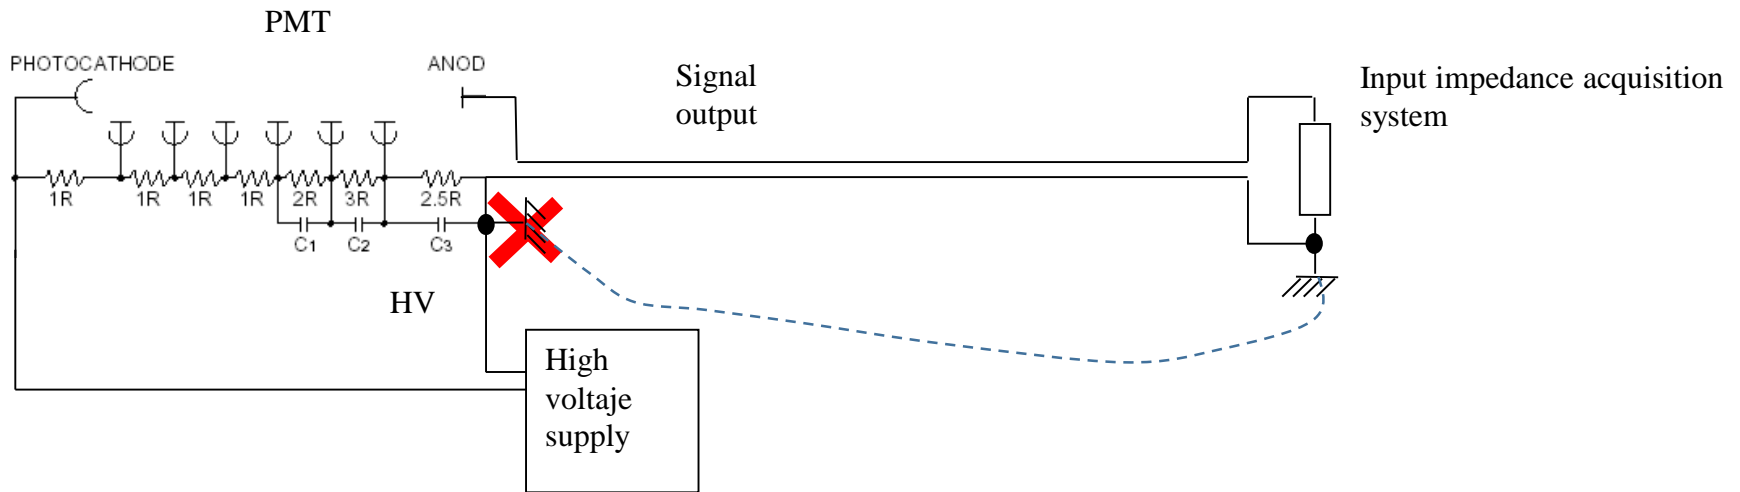 PMT
PHOTOCATHODE
ANOD
Signal
output
Input impedance acquisition
system
1R 1R 1R 1R 2R 3R 2.5R
C1 C2 C3
HV
High
voltaje
supply